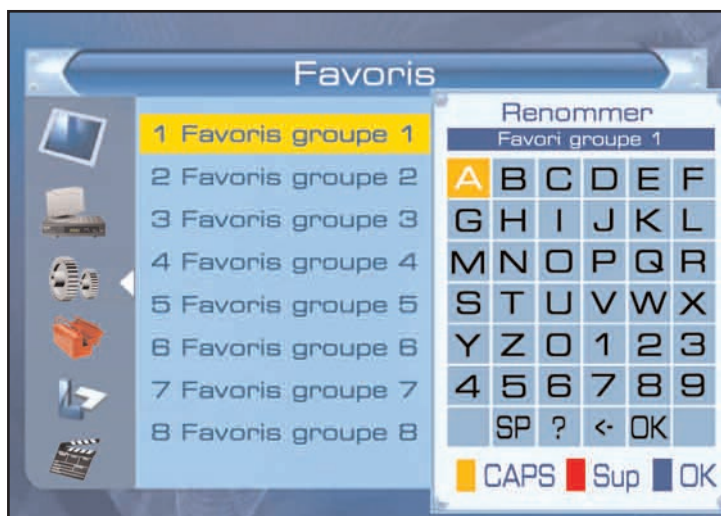 Favoris
1 Favoris groupe 1
2 Favoris groupe 2
3 Favoris groupe 3
4 Favoris groupe 4
5 Favoris groupe 5
6 Favoris groupe 6
7 Favoris groupe 7
8 Favoris groupe 8
Renommer
Favori groupe 1
A B C D E F
G H I J K L
M N O P Q R
S T U V W X
Y Z 0 1 2 3
4 5 6 7 8 9
SP ? <- OK
CAPS Sup OK